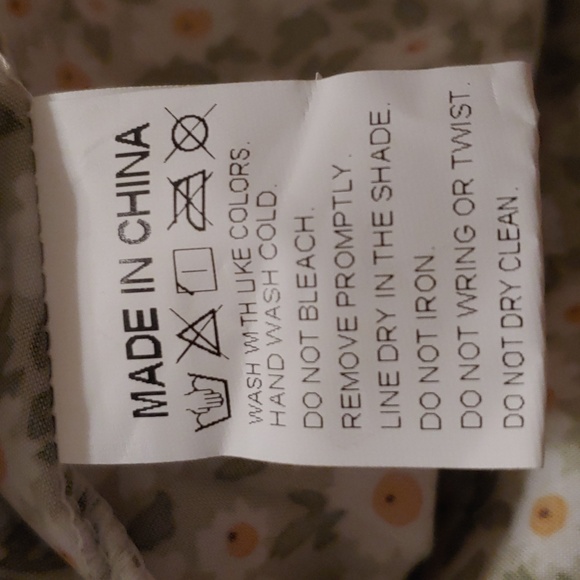 MADE IN CHINA
WASH WITH LIKE COLORS.
HAND WASH COLD.
DO NOT BLEACH.
REMOVE PROMPTLY.
LINE DRY IN THE SHADE.
DO NOT IRON.
DO NOT WRING OR TWIST.
DO NOT DRY CLEAN.